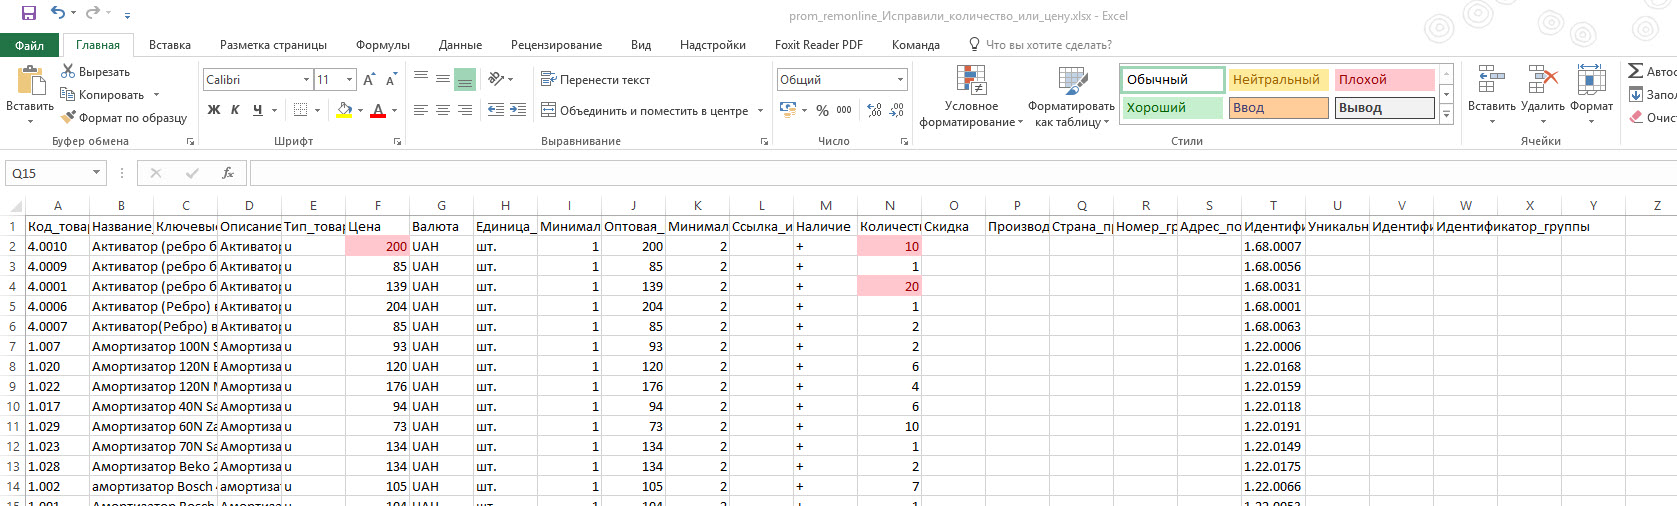 prom_remonline_Исправили_количество_или_цену.xlsx - Excel
Файл Главная Вставка Разметка страницы Формулы Данные Рецензирование Вид Надстройки Foxit Reader PDF Команда Что вы хотите сделать?
Вставить Вырезать Копировать Формат по образцу Буфер обмена
Calibri 11 Ж К Ч Шрифт
Перенести текст Объединить и поместить в центре Выравнивание
Общий % 000 Число
Условное форматирование Форматировать как таблицу Обычный Нейтральный Плохой Хороший Ввод Вывод Стили
Вставить Удалить Формат Ячейки
Автос Запол Очис
Q15 fx
A B C D E F G H I J K L M N O P Q R S T U V W X Y Z
1 Код_това Название_ Ключевые Описание Тип_товар Цена Валюта Единица_ Минимал Оптовая_ Минимал Ссылка_и Наличие Количест Скидка Производ Страна_п Номер_гр Адрес_по Идентифи Уникальн Идентифи Идентификатор_группы
2 4.0010 Активатор (ребро б Активатор u 200 UAH шт. 1 200 2 + 10 1.68.0007
3 4.0009 Активатор (ребро б Активатор u 85 UAH шт. 1 85 2 + 1 1.68.0056
4 4.0001 Активатор (ребро б Активатор u 139 UAH шт. 1 139 2 + 20 1.68.0031
5 4.0006 Активатор (Ребро) в Активатор u 204 UAH шт. 1 204 2 + 1 1.68.0001
6 4.0007 Активатор(Ребро) в Активатор u 85 UAH шт. 1 85 2 + 2 1.68.0063
7 1.007 Амортизатор 100N S Амортиза u 93 UAH шт. 1 93 2 + 2 1.22.0006
8 1.020 Амортизатор 120N E Амортиза u 120 UAH шт. 1 120 2 + 6 1.22.0168
9 1.022 Амортизатор 120N M Амортиза u 176 UAH шт. 1 176 2 + 4 1.22.0159
10 1.017 Амортизатор 40N Sa Амортиза u 94 UAH шт. 1 94 2 + 6 1.22.0118
11 1.029 Амортизатор 60N Za Амортиза u 73 UAH шт. 1 73 2 + 10 1.22.0191
12 1.023 Амортизатор 70N Sa Амортиза u 134 UAH шт. 1 134 2 + 1 1.22.0149
13 1.028 Амортизатор Beko 2 Амортиза u 134 UAH шт. 1 134 2 + 2 1.22.0175
14 1.002 амортизатор Bosch амортиза u 105 UAH шт. 1 105 2 + 7 1.22.0066